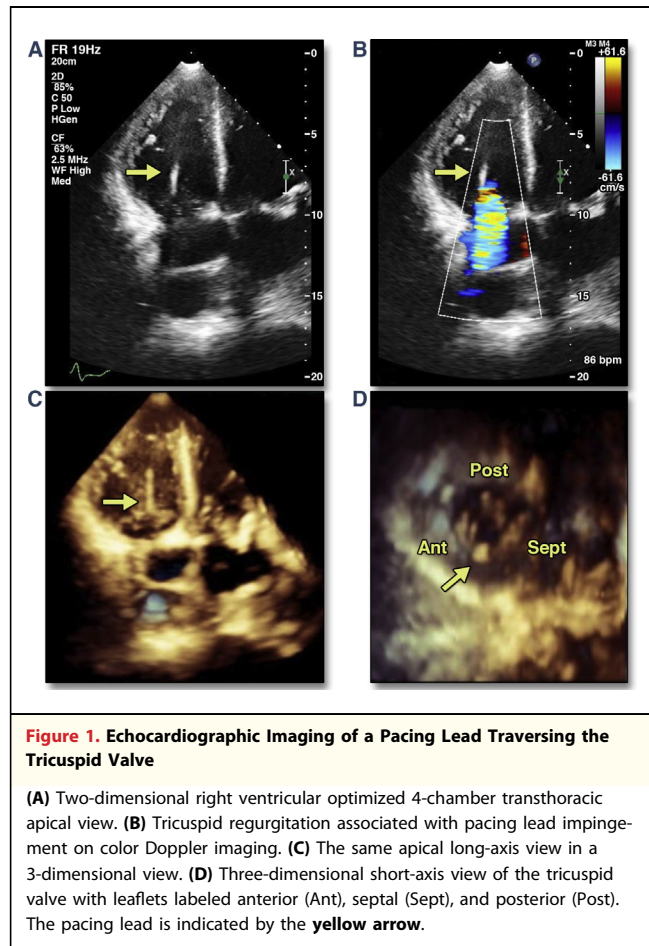 A
FR 19Hz
20cm
2D
85%
C 50
P Low
HGen
CF
63%
2.5 MHz
WF High
Med
0
5
X
10
15
20
B
P
M3 M4
+61.6
-61.6
cm/s
0
5
X
10
15
20
86 bpm
C
D
Post
Ant
Sept
Figure 1. Echocardiographic Imaging of a Pacing Lead Traversing the
Tricuspid Valve
(A) Two-dimensional right ventricular optimized 4-chamber transthoracic
apical view. (B) Tricuspid regurgitation associated with pacing lead impinge-
ment on color Doppler imaging. (C) The same apical long-axis view in a
3-dimensional view. (D) Three-dimensional short-axis view of the tricuspid
valve with leaflets labeled anterior (Ant), septal (Sept), and posterior (Post).
The pacing lead is indicated by the yellow arrow.